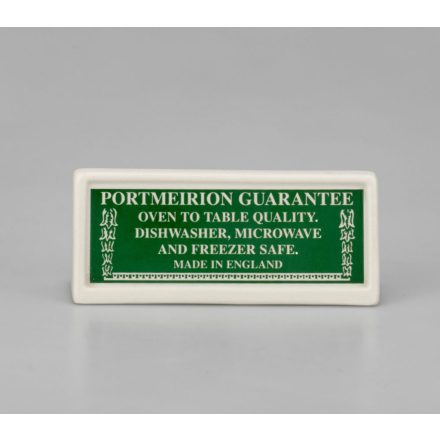 PORTMEIRION GUARANTEE
OVEN TO TABLE QUALITY.
DISHWASHER, MICROWAVE
AND FREEZER SAFE.
MADE IN ENGLAND